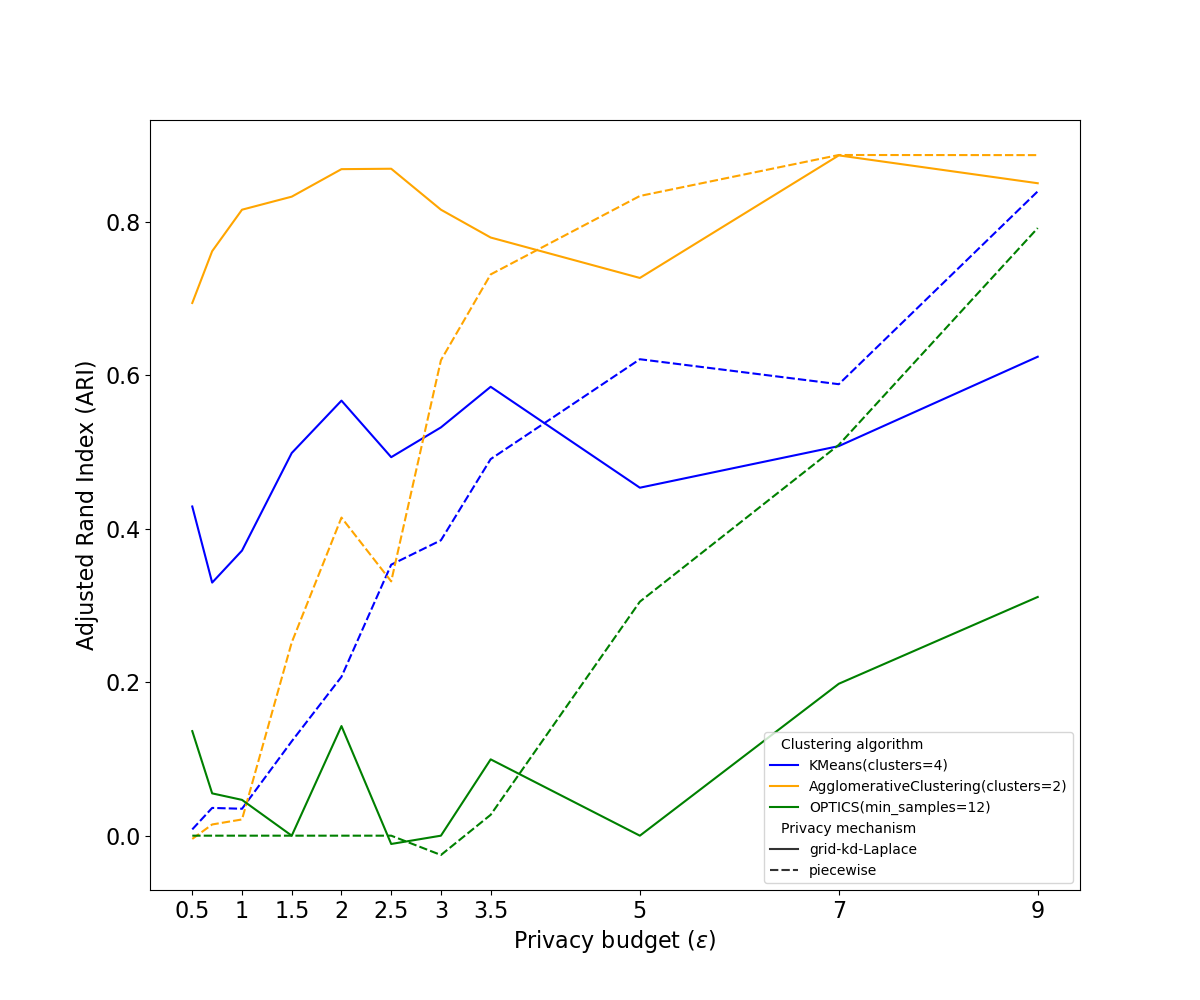 0.8
0.6
0.4
0.2
0.0
Adjusted Rand Index (ARI)
0.5 1 1.5 2 2.5 3 3.5 5 7 9
Privacy budget (ε)
Clustering algorithm
KMeans(clusters=4)
AgglomerativeClustering(clusters=2)
OPTICS(min_samples=12)
Privacy mechanism
grid-kd-Laplace
piecewise